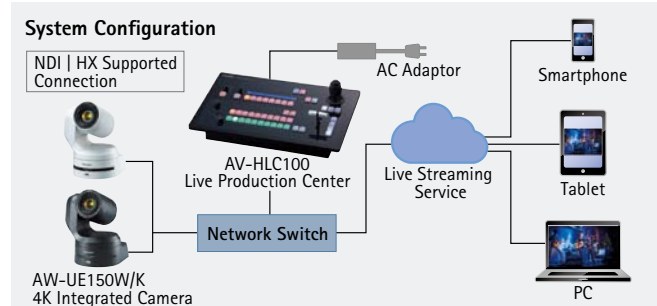 System Configuration
NDI | HX Supported
Connection
AC Adaptor
Smartphone
AV-HLC100
Live Production Center
Live Streaming
Service
Tablet
Network Switch
AW-UE150W/K
4K Integrated Camera
PC